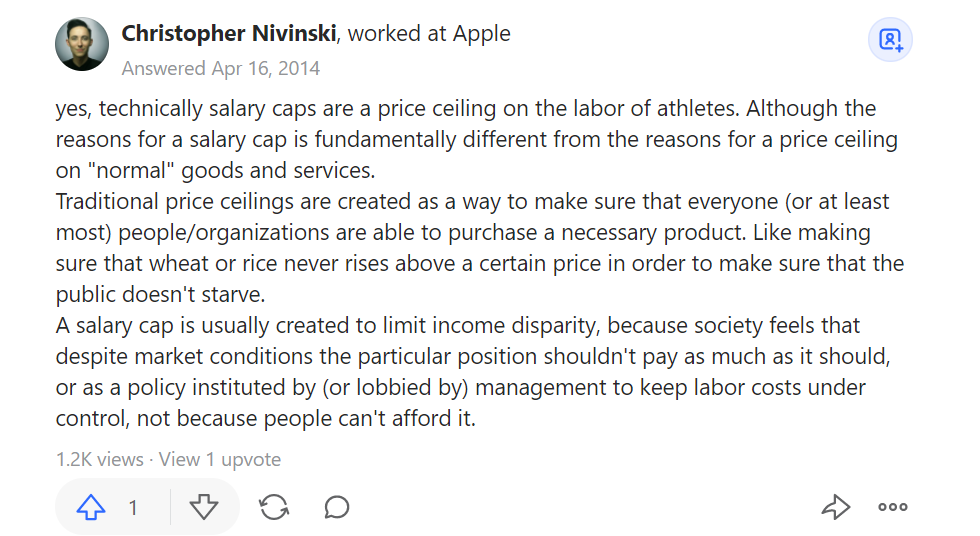 Christopher Nivinski, worked at Apple
Answered Apr 16, 2014
yes, technically salary caps are a price ceiling on the labor of athletes. Although the
reasons for a salary cap is fundamentally different from the reasons for a price ceiling
on "normal" goods and services.
Traditional price ceilings are created as a way to make sure that everyone (or at least
most) people/organizations are able to purchase a necessary product. Like making
sure that wheat or rice never rises above a certain price in order to make sure that the
public doesn't starve.
A salary cap is usually created to limit income disparity, because society feels that
despite market conditions the particular position shouldn't pay as much as it should,
or as a policy instituted by (or lobbied by) management to keep labor costs under
control, not because people can't afford it.
1.2K views · View 1 upvote
1